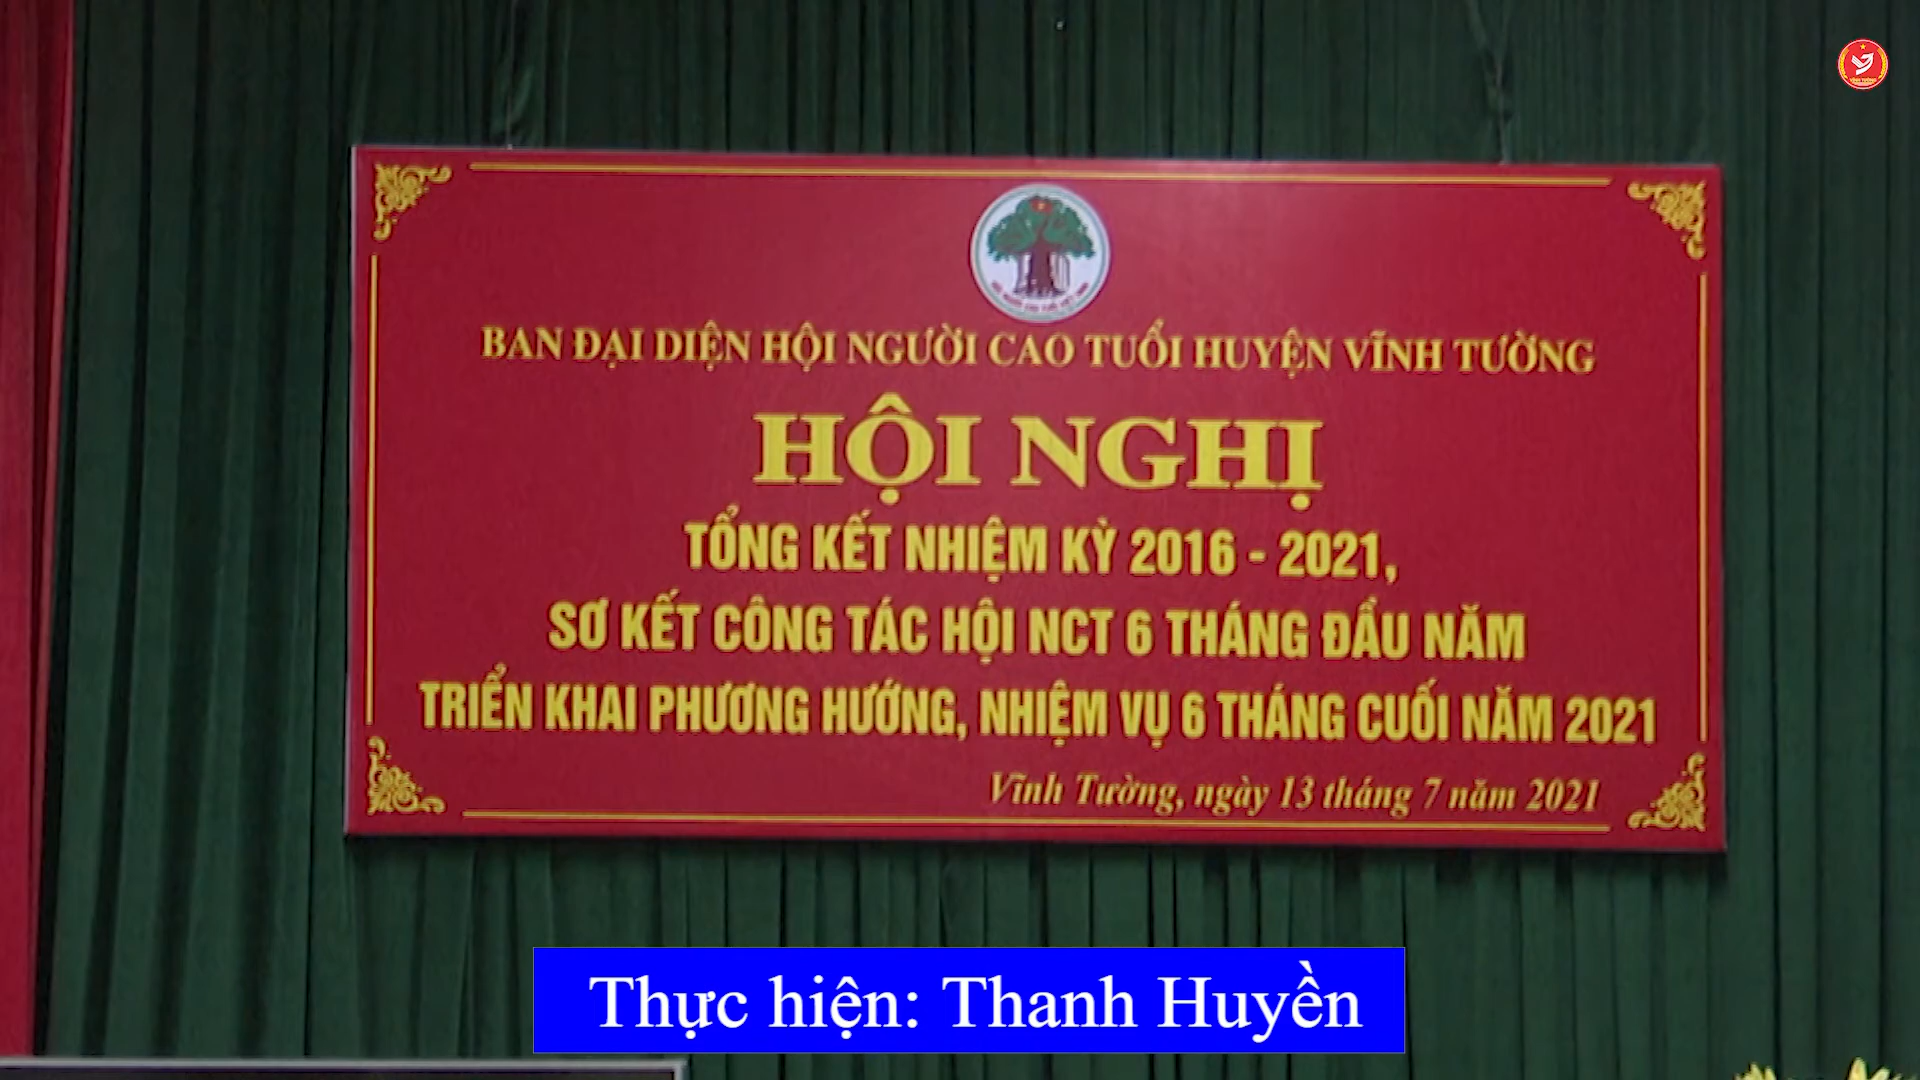 BAN ĐẠI DIỆN HỘI NGƯỜI CAO TUỔI HUYỆN VĨNH TƯỜNG
HỘI NGHỊ
TỔNG KẾT NHIỆM KỲ 2016 - 2021,
SƠ KẾT CÔNG TÁC HỘI NCT 6 THÁNG ĐẦU NĂM
TRIỂN KHAI PHƯƠNG HƯỚNG, NHIỆM VỤ 6 THÁNG CUỐI NĂM 2021
Vĩnh Tường, ngày 13 tháng 7 năm 2021
Thực hiện: Thanh Huyền